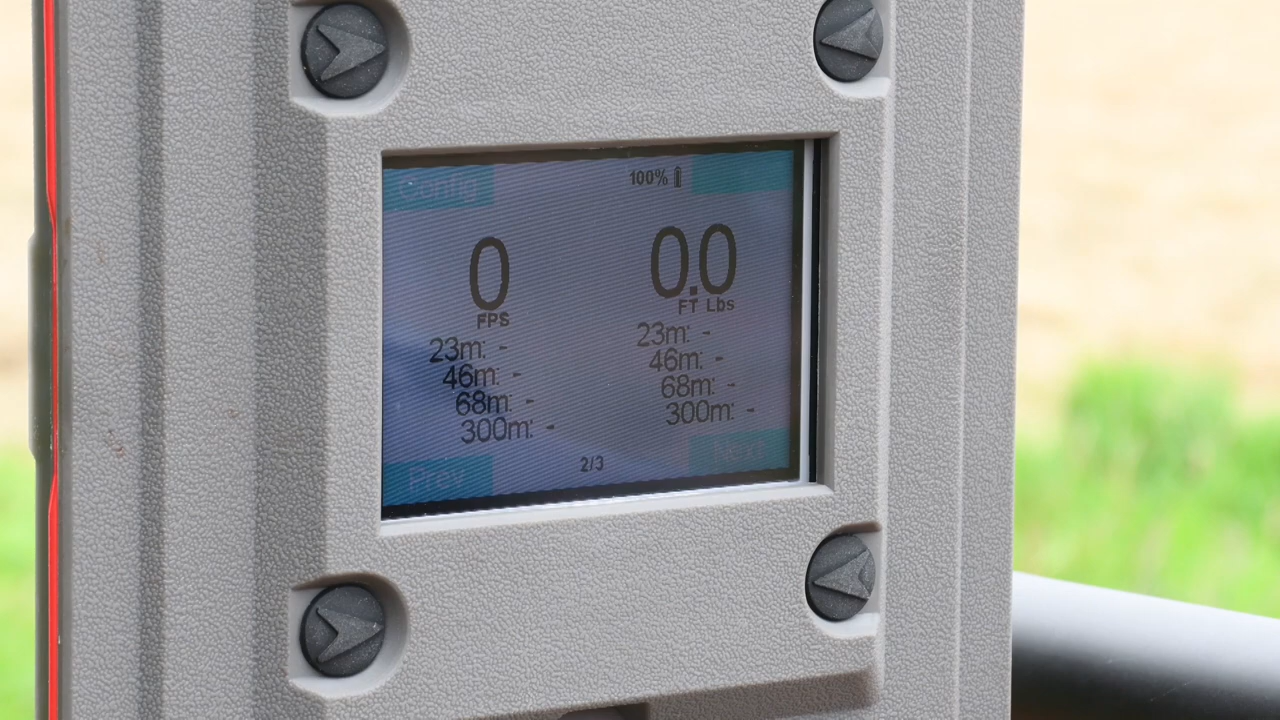 Config
100%
0
FPS
23m: -
46m: -
68m: -
300m: -
0.0
FT Lbs
23m: -
46m: -
68m: -
300m: -
Prev
2/3
Next